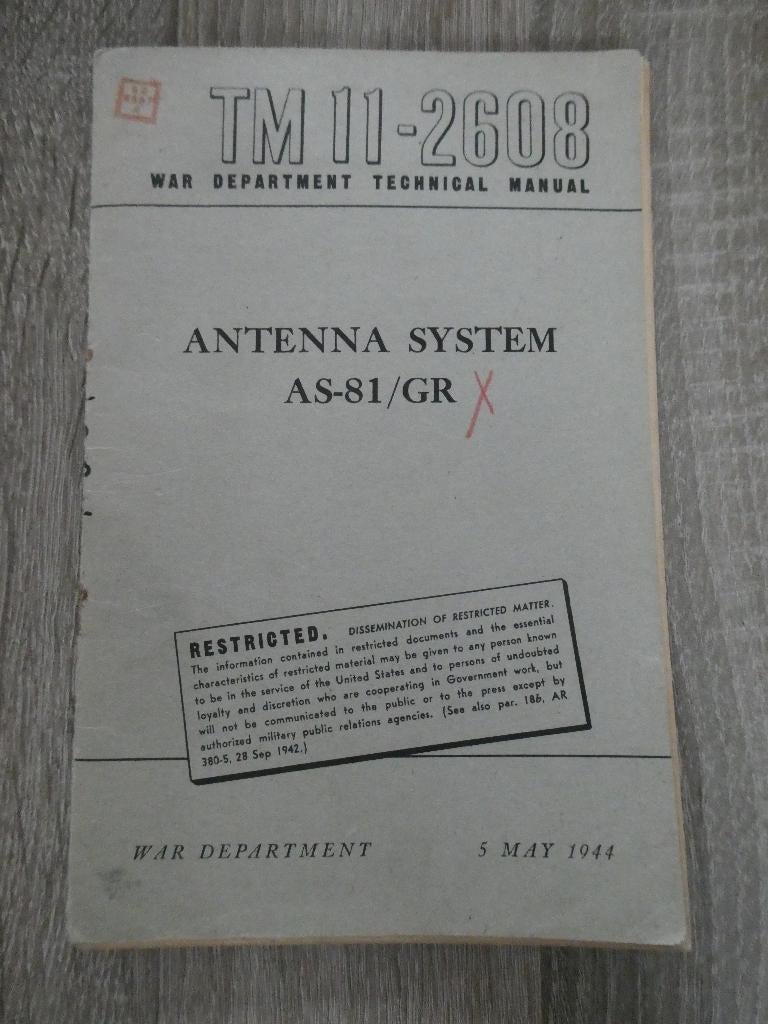 TM 11-2608
WAR DEPARTMENT TECHNICAL MANUAL
ANTENNA SYSTEM
AS-81/GR X
RESTRICTED. DISSEMINATION OF RESTRICTED MATTER.
The information contained in restricted documents and the essential
characteristics of restricted material may be given to any person known
to be in the service of the United States and to persons of undoubted
loyalty and discretion who are cooperating in Government work, but
will not be communicated to the public or to the press except by
authorized military public relations agencies. (See also par. 18b, AR
380-5, 28 Sep 1942.)
WAR DEPARTMENT 5 MAY 1944